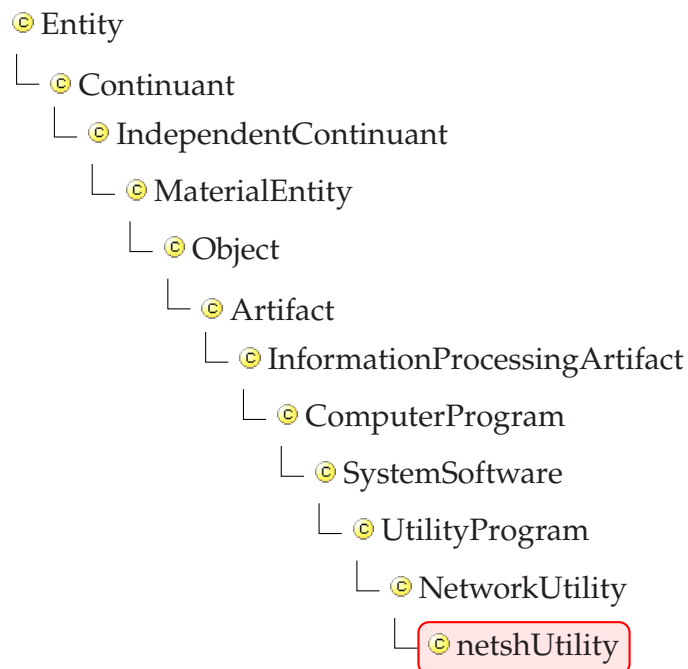 Entity
Continuant
IndependentContinuant
MaterialEntity
Object
Artifact
InformationProcessingArtifact
ComputerProgram
SystemSoftware
UtilityProgram
NetworkUtility
netshUtility